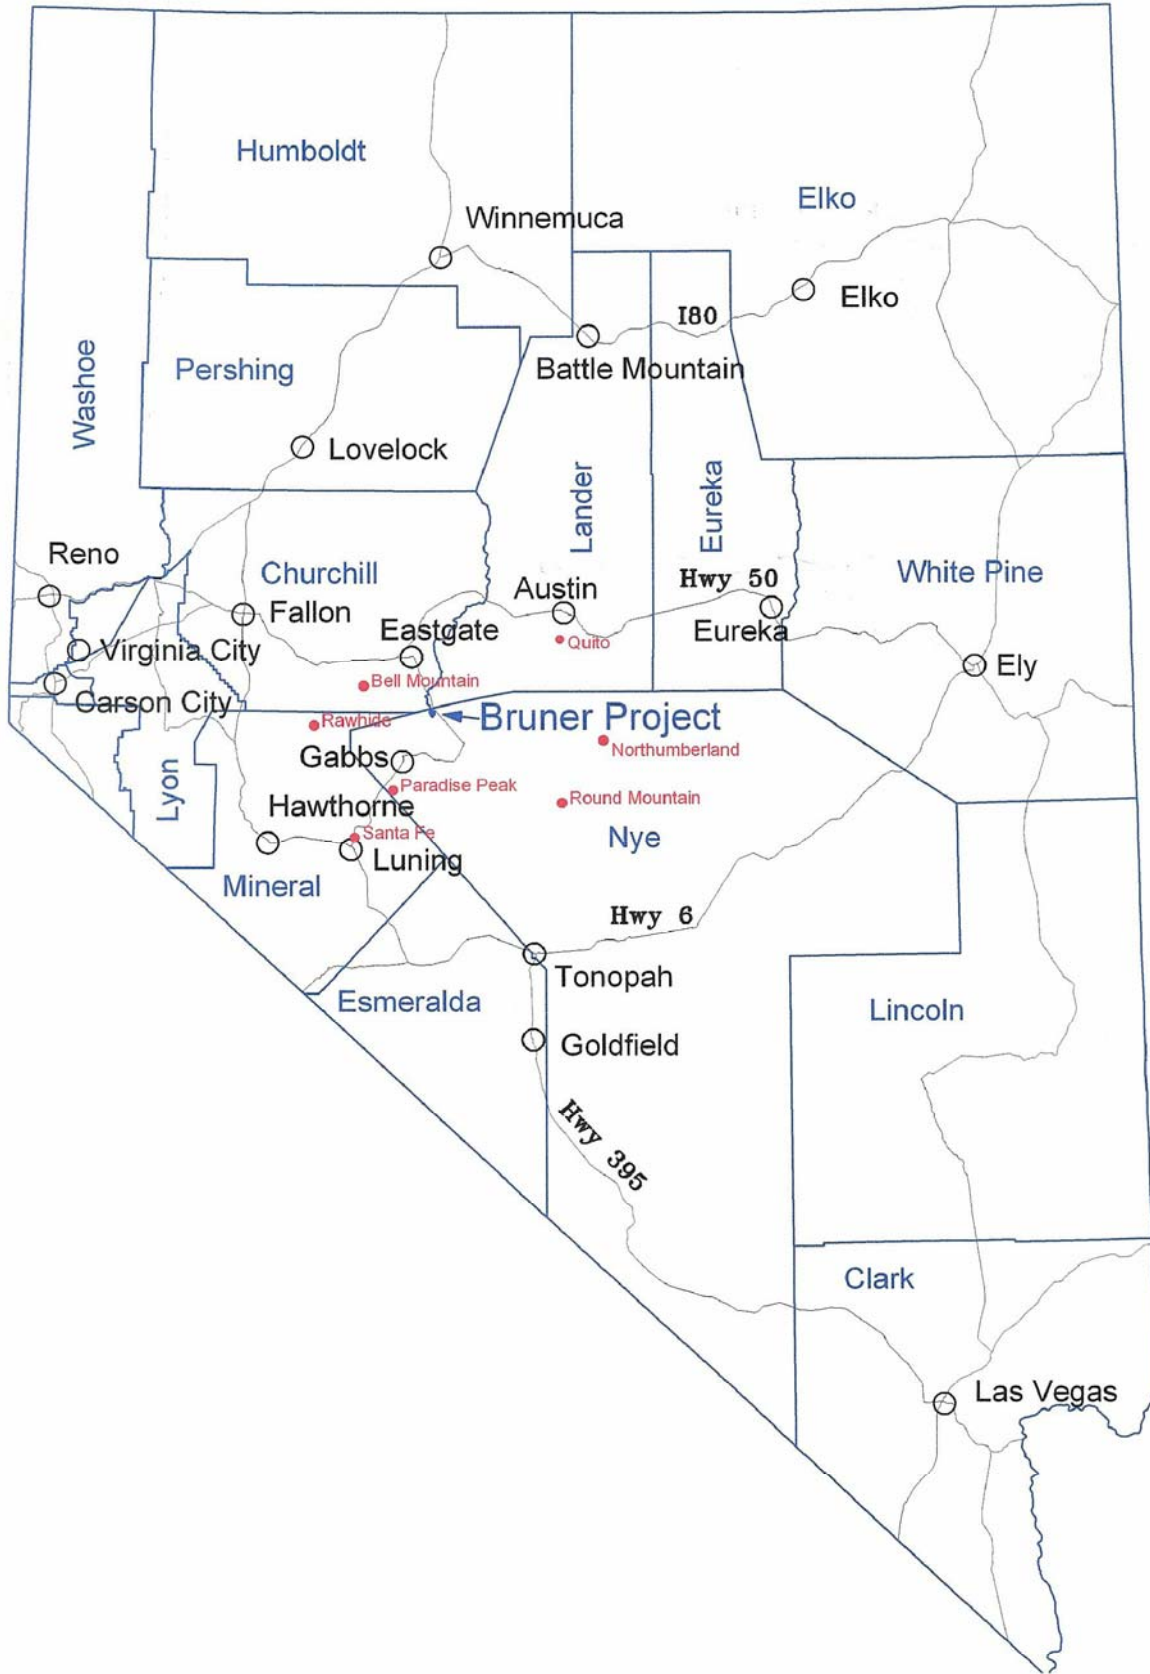 Humboldt
Winnemuca
Elko
Elko
I80
Battle Mountain
Washoe
Pershing
Lovelock
Lander
Eureka
Reno
Churchill
Austin
Hwy 50
White Pine
Fallon
Eastgate
Eureka
Quito
Virginia City
Ely
Bell Mountain
Carson City
Rawhide
Bruner Project
Northumberland
Gabbs
Lyon
Paradise Peak
Round Mountain
Hawthorne
Santa Fe
Nye
Luning
Mineral
Hwy 6
Tonopah
Esmeralda
Lincoln
Goldfield
Hwy 395
Clark
Las Vegas